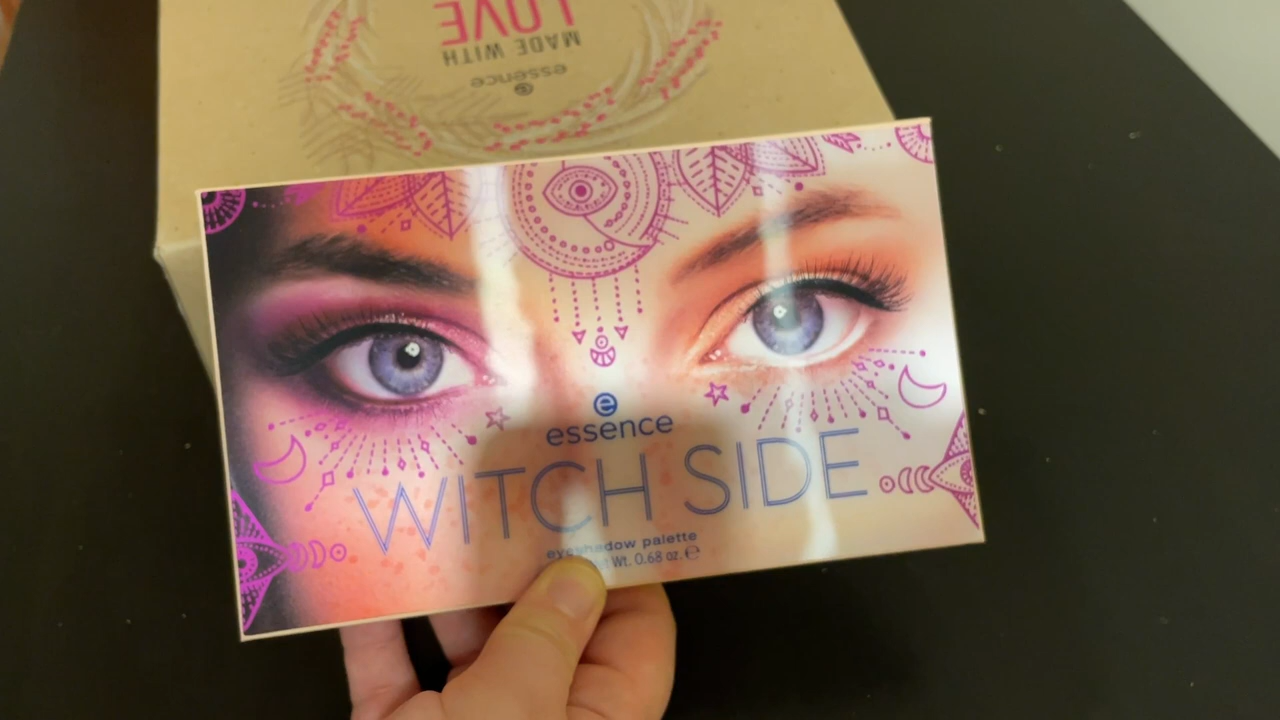 LOVE
MADE WITH
essence
essence
WITCH SIDE
eyeshadow palette
Wt. 0.68 oz. ℮